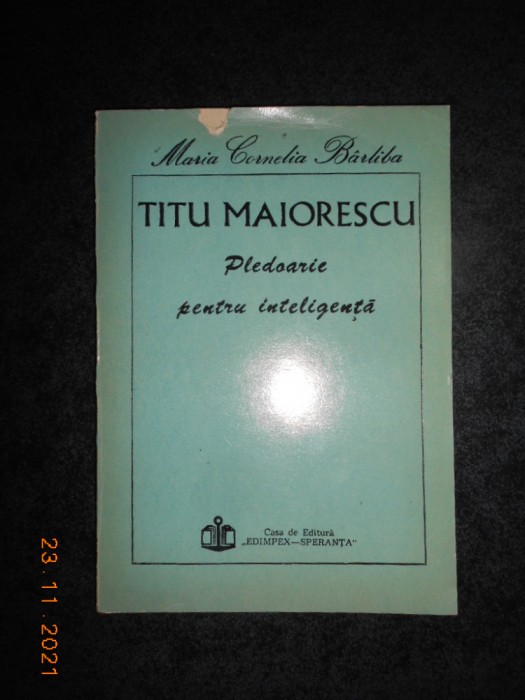 Maria Cornelia Bârliba
TITU MAIORESCU
Pledoarie
pentru inteligență
Casa de Editură
„EDIMPEX—SPERANȚA"
23.11.2021